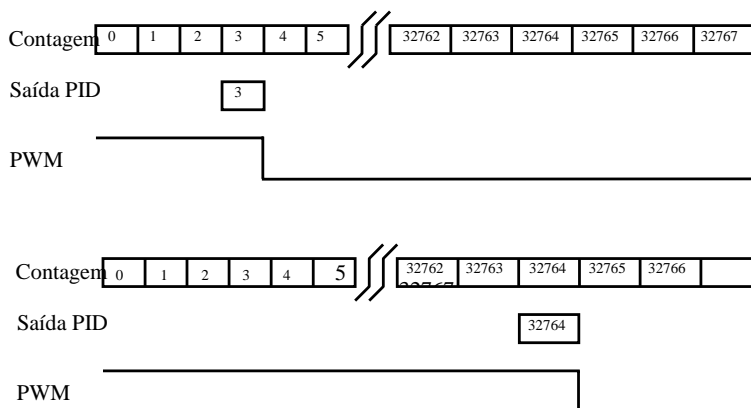 Contagem 0 1 2 3 4 5 32762 32763 32764 32765 32766 32767
Saída PID 3
PWM
Contagem 0 1 2 3 4 5 32762 32763 32764 32765 32766
32767
Saída PID 32764
PWM